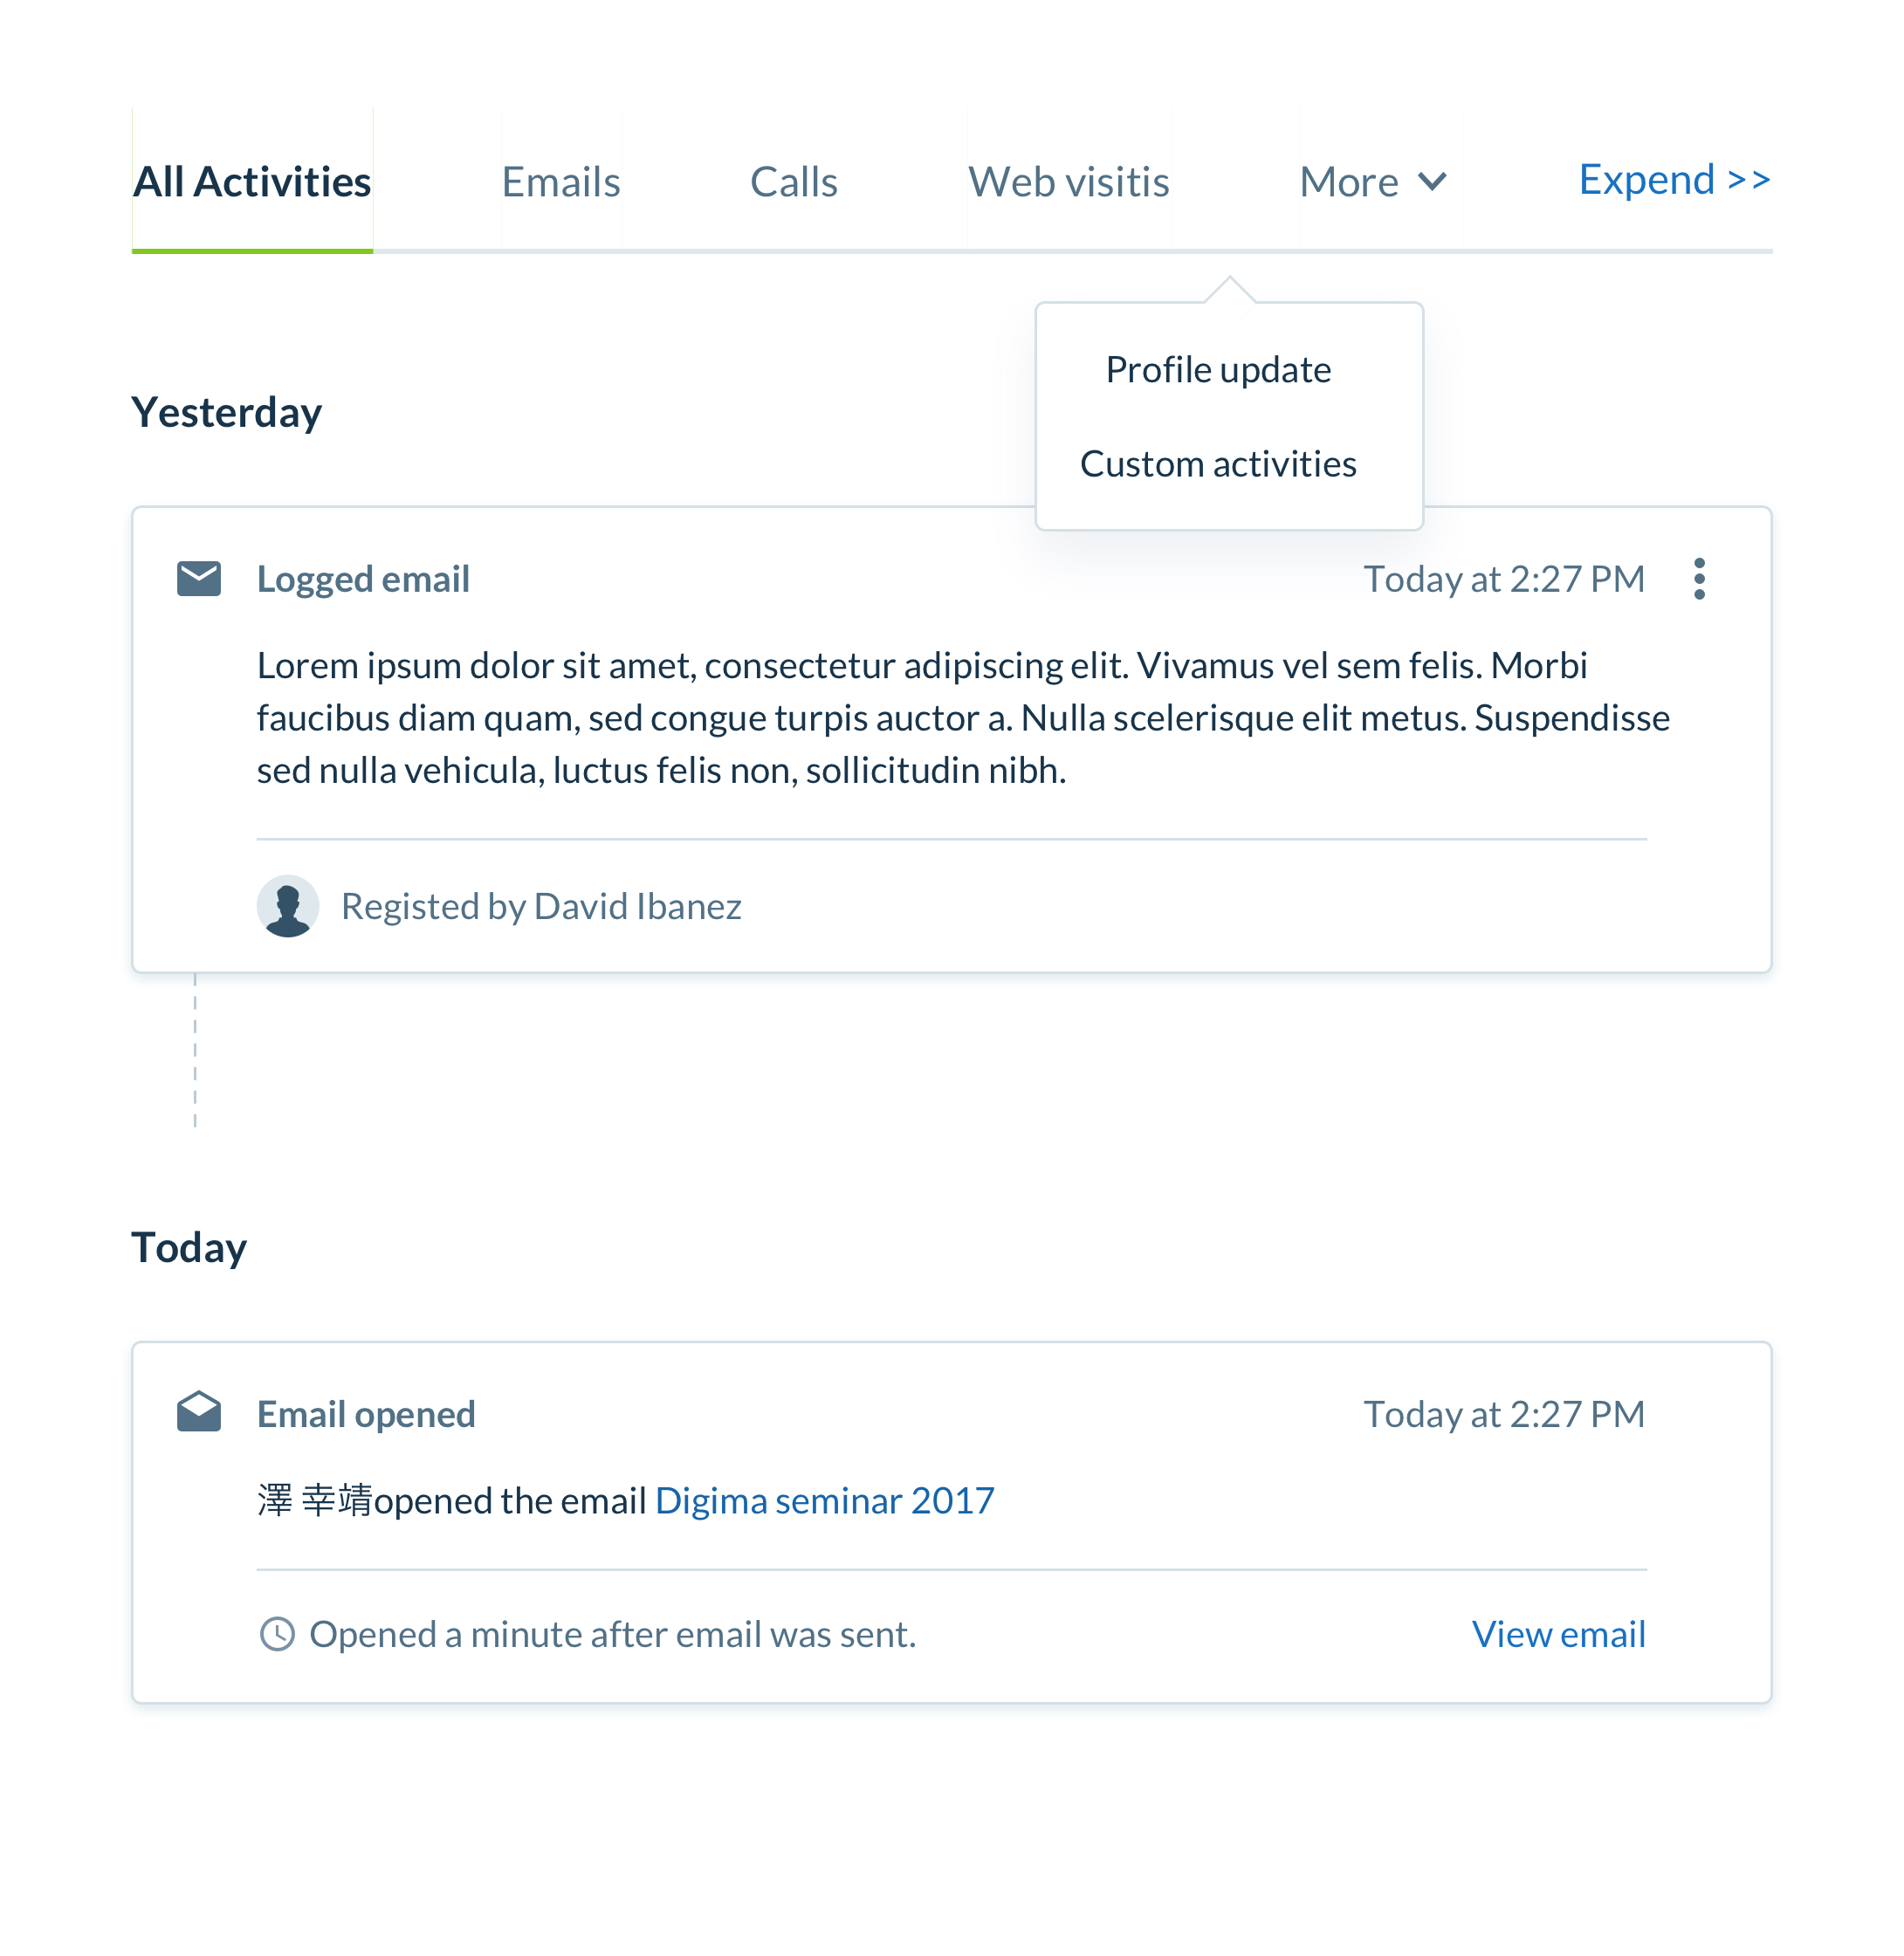 All Activities Emails Calls Web visitis More Expend >>
Profile update
Custom activities
Yesterday
Logged email Today at 2:27 PM
Lorem ipsum dolor sit amet, consectetur adipiscing elit. Vivamus vel sem felis. Morbi
faucibus diam quam, sed congue turpis auctor a. Nulla scelerisque elit metus. Suspendisse
sed nulla vehicula, luctus felis non, sollicitudin nibh.
Registed by David Ibanez
Today
Email opened Today at 2:27 PM
澤 幸靖opened the email Digima seminar 2017
Opened a minute after email was sent. View email